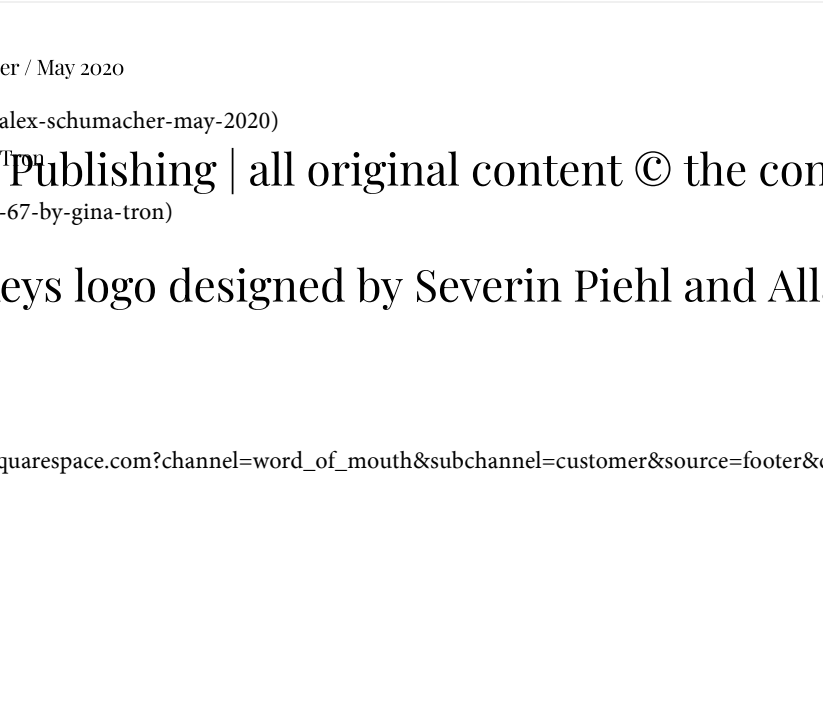 er / May 2020
alex-schumacher-may-2020)
Tron
Publishing | all original content © the con
-67-by-gina-tron)
eys logo designed by Severin Piehl and All
quarespace.com?channel=word_of_mouth&subchannel=customer&source=footer&c